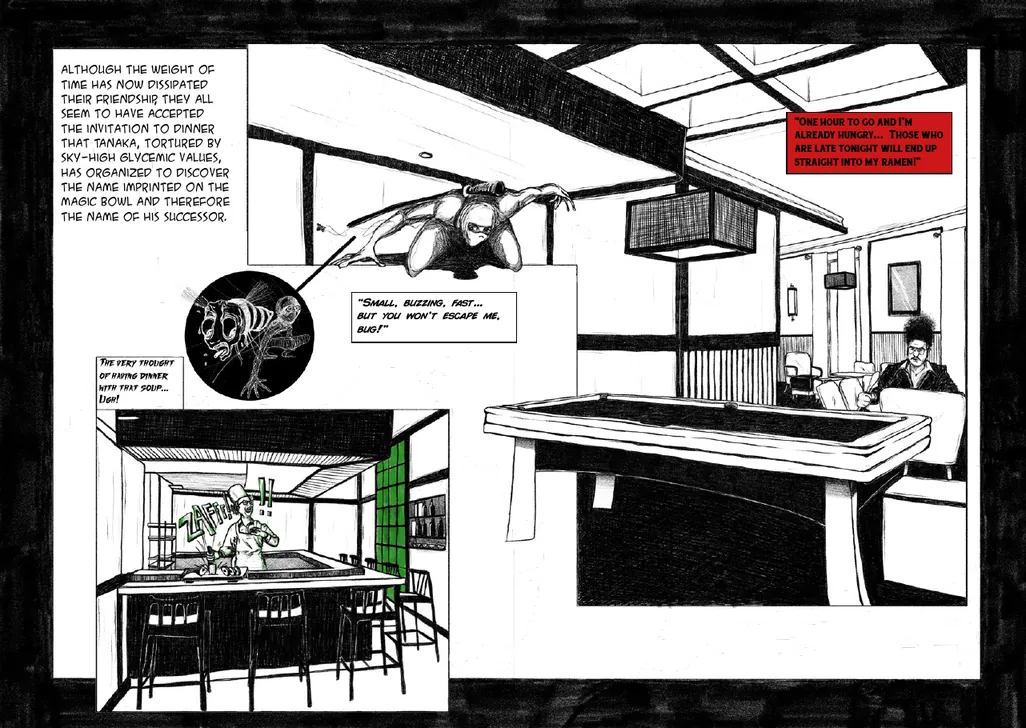 ALTHOUGH THE WEIGHT OF
TIME HAS NOW DISSIPATED
THEIR FRIENDSHIP, THEY ALL
SEEM TO HAVE ACCEPTED
THE INVITATION TO DINNER
THAT TANAKA, TORTURED BY
SKY-HIGH GLYCEMIC VALUES,
HAS ORGANIZED TO DISCOVER
THE NAME IMPRINTED ON THE
MAGIC BOWL AND THEREFORE
THE NAME OF HIS SUCCESSOR.
"ONE HOUR TO GO AND I'M
ALREADY HUNGRY... THOSE WHO
ARE LATE TONIGHT WILL END UP
STRAIGHT INTO MY RAMEN!"
"SMALL, BUZZING, FAST...
BUT YOU WON'T ESCAPE ME,
BUG!"
THE VERY THOUGHT
OF HAVING DINNER
WITH THAT SOUP...
UGH!